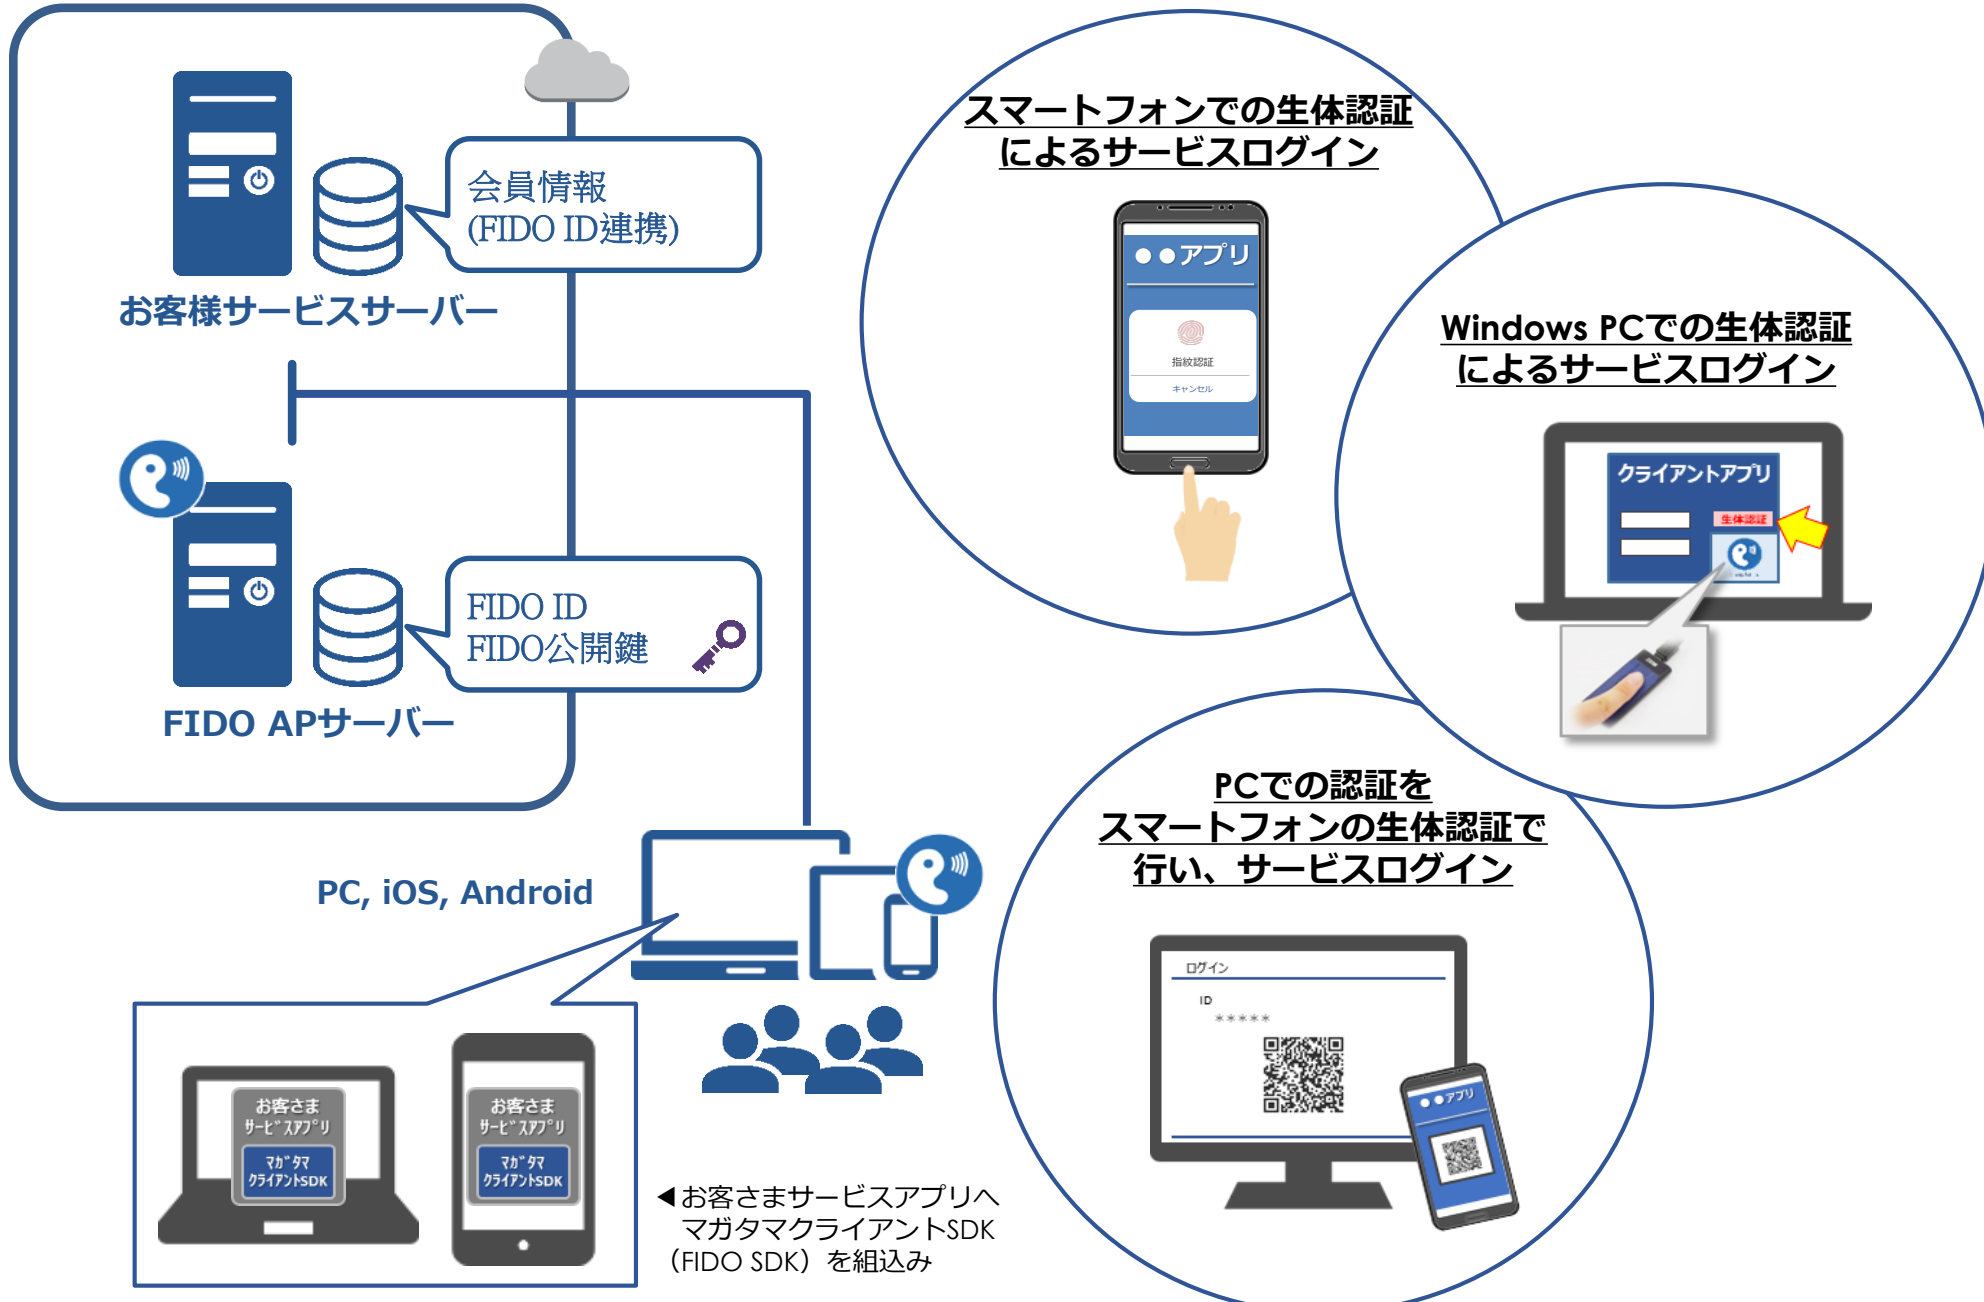 会員情報
(FIDO ID連携)
お客様サービスサーバー
FIDO ID
FIDO公開鍵
FIDO APサーバー
PC, iOS, Android
お客さま
ｻｰﾋﾞｽｱﾌﾟﾘ
ﾏｶﾞﾀﾏ
ｸﾗｲｱﾝﾄSDK
お客さま
ｻｰﾋﾞｽｱﾌﾟﾘ
ﾏｶﾞﾀﾏ
ｸﾗｲｱﾝﾄSDK
◀お客さまサービスアプリへ
マガタマクライアントSDK
（FIDO SDK）を組込み
スマートフォンでの生体認証
によるサービスログイン
●●アプリ
指紋認証
キャンセル
Windows PCでの生体認証
によるサービスログイン
クライアントアプリ
生体認証
PCでの認証を
スマートフォンの生体認証で
行い、サービスログイン
ログイン
ID
＊＊＊＊＊
●●アプリ